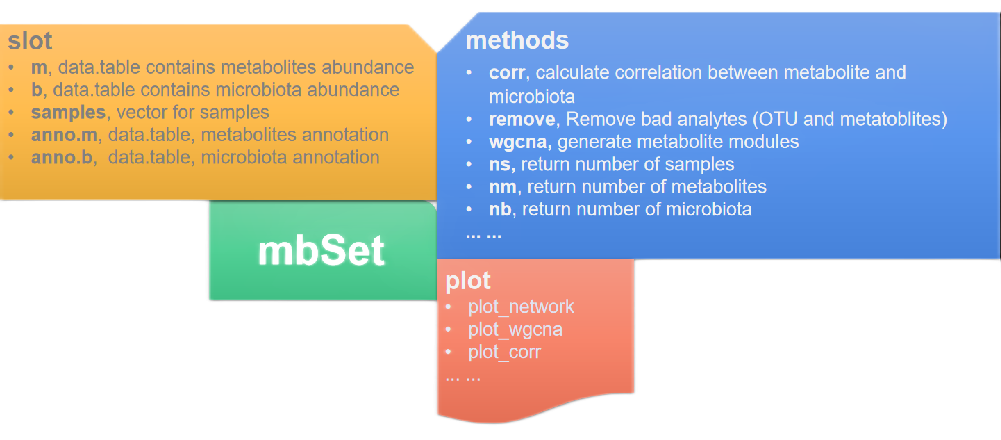 slot
• m, data.table contains metabolites abundance
• b, data.table contains microbiota abundance
• samples, vector for samples
• anno.m, data.table, metabolites annotation
• anno.b, data.table, microbiota annotation
methods
• corr, calculate correlation between metabolite and
microbiota
• remove, Remove bad analytes (OTU and metatoblites)
• wgcna, generate metabolite modules
• ns, return number of samples
• nm, return number of metabolites
• nb, return number of microbiota
... ...
mbSet
plot
• plot_network
• plot_wgcna
• plot_corr
... ...